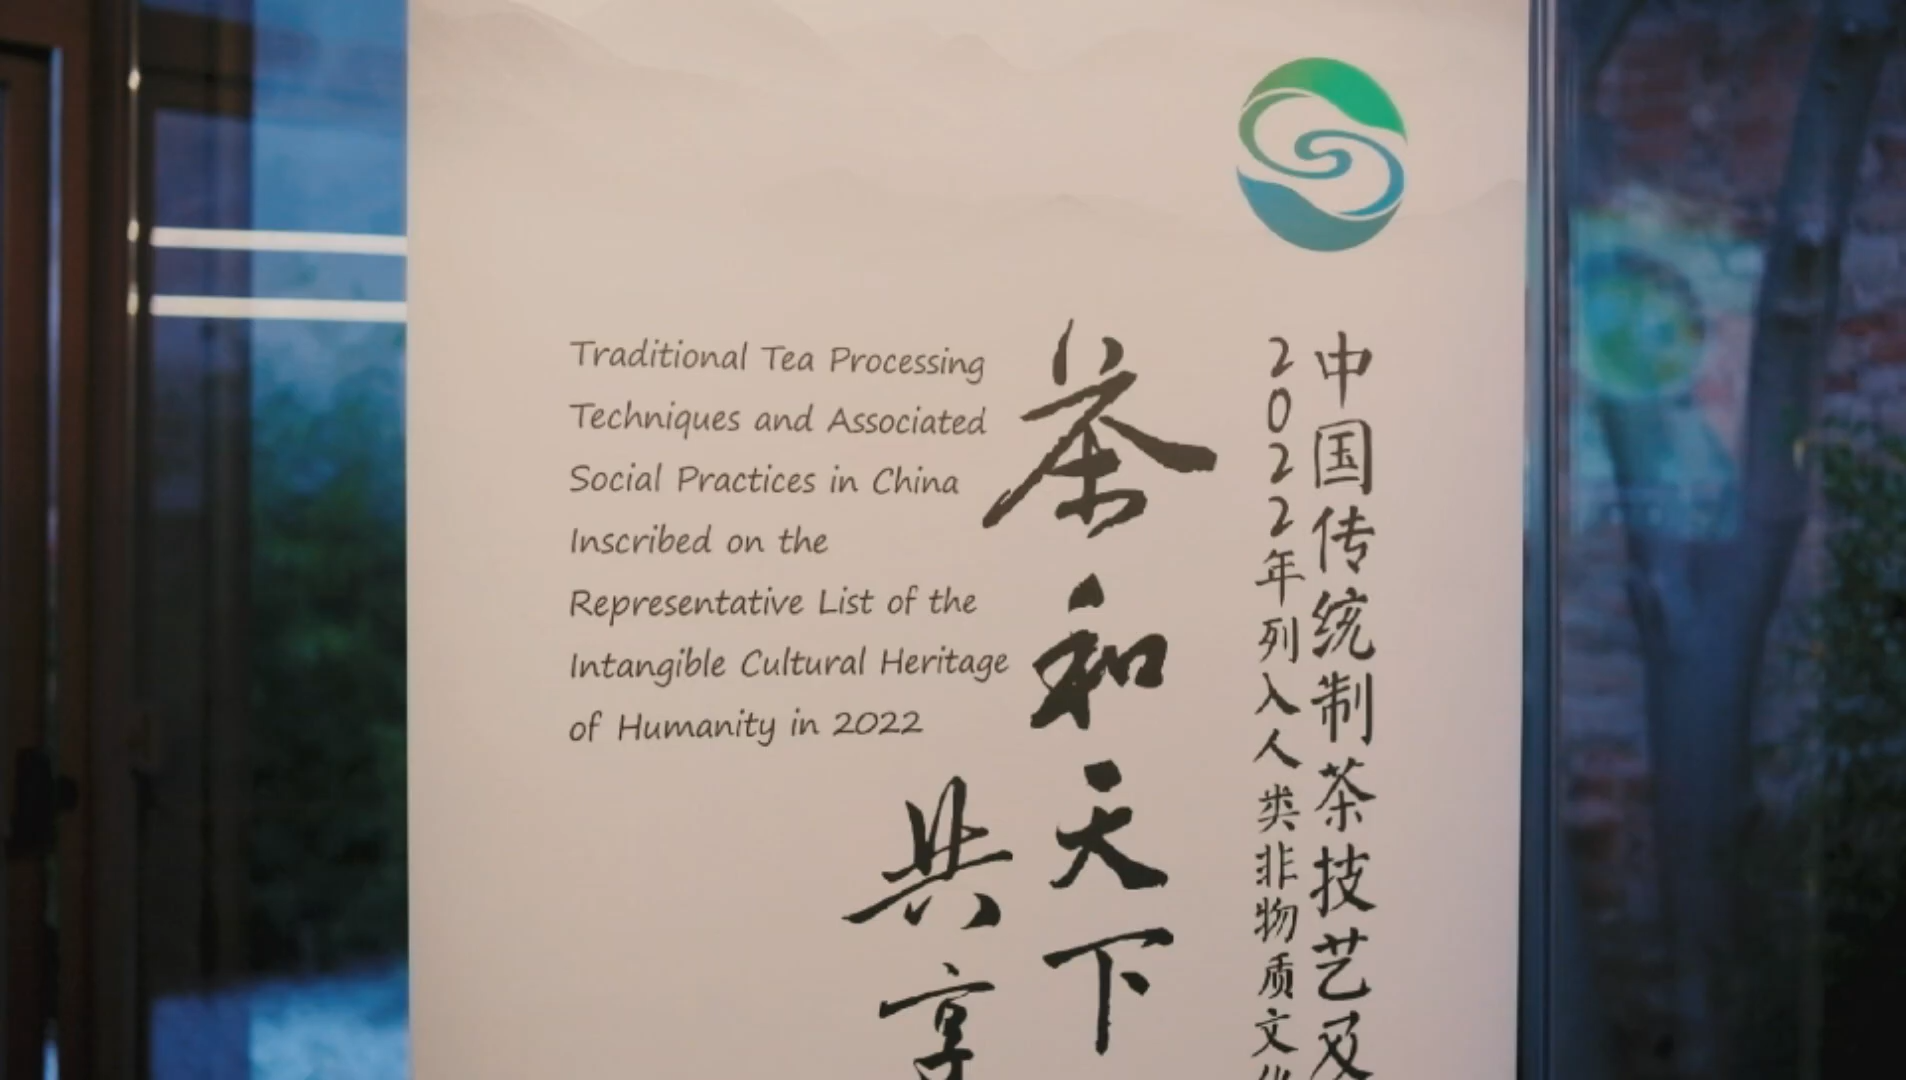 中国传统制茶技艺及
2022年列入人类非物质文化
茶和天下
共享
Traditional Tea Processing
Techniques and Associated
Social Practices in China
Inscribed on the
Representative List of the
Intangible Cultural Heritage
of Humanity in 2022